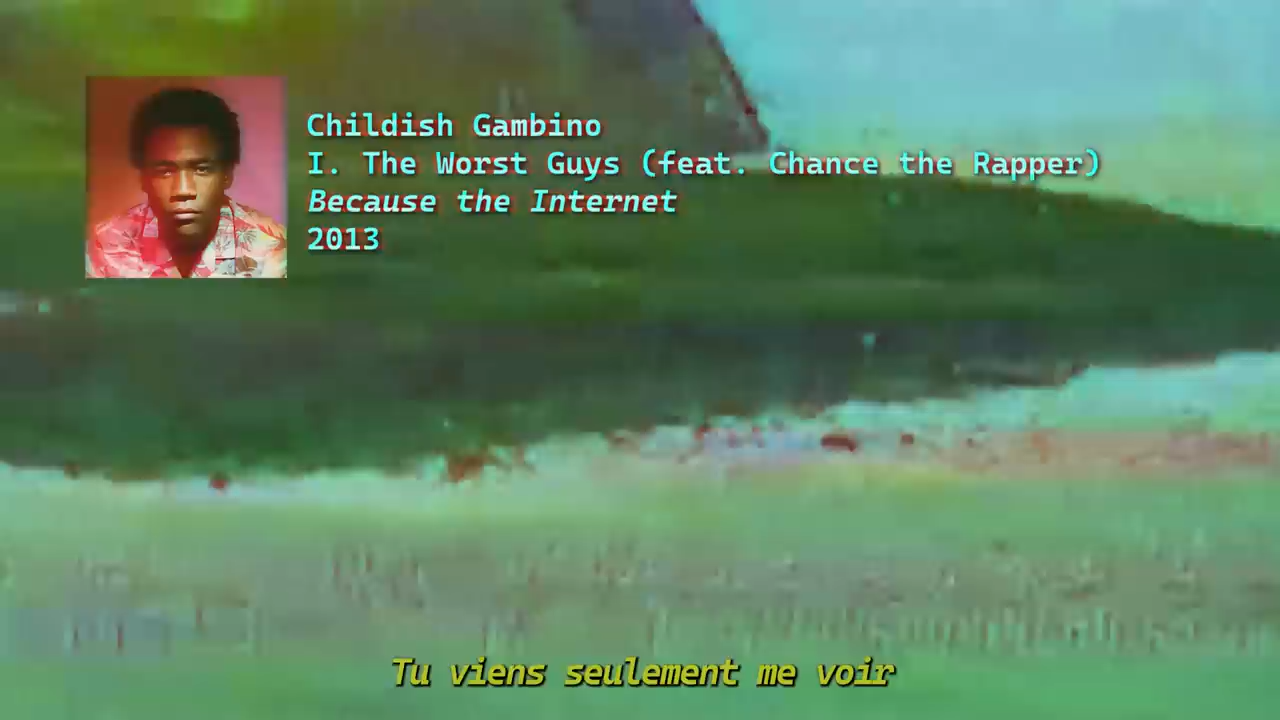 Childish Gambino
I. The Worst Guys (feat. Chance the Rapper)
Because the Internet
2013
Tu viens seulement me voir